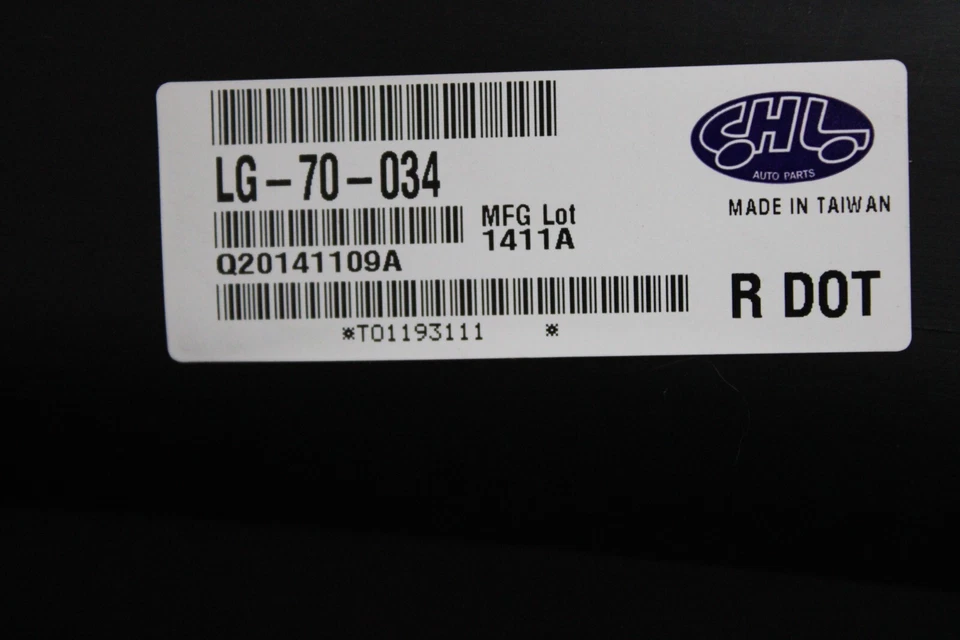 LG-70-034
MFG Lot
1411A
Q20141109A
*T01193111 *
CHL
AUTO PARTS
MADE IN TAIWAN
R DOT